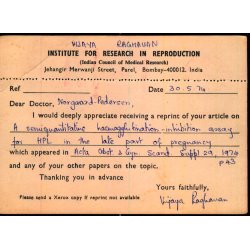 VIJAYA RAGHAVAN
INSTITUTE FOR RESEARCH IN REPRODUCTION
(Indian Council of Medical Research)
Jehangir Merwanji Street, Parel, Bombay-400012, India
Ref Date 30.5.74
Dear Doctor, Norgaard-Pedersen,
I would deeply appreciate receiving a reprint of your article on
A semiquantitative haemagglutination-inhibition assay
for HPL in the late part of pregnancy
which appeared in Acta Obst. & Gyn. Scand. Suppl 29, 1974
p 43
and any of your other papers on the topic.
Thanking you in advance
Yours faithfully,
Vijaya Raghavan
Please send a Xerox copy if reprint not available